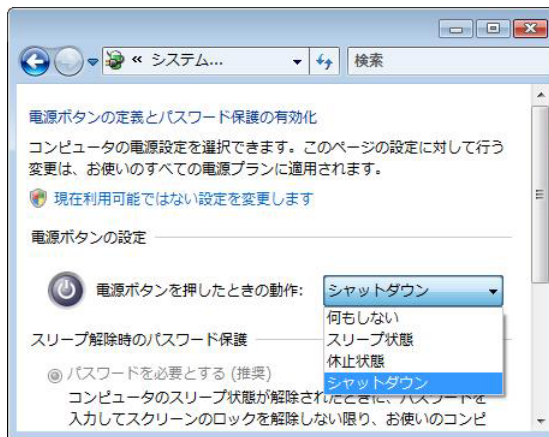 « システム...
検索
電源ボタンの定義とパスワード保護の有効化
コンピュータの電源設定を選択できます。このページの設定に対して行う
変更は、お使いのすべての電源プランに適用されます。
現在利用可能ではない設定を変更します
電源ボタンの設定
電源ボタンを押したときの動作: シャットダウン
何もしない
スリープ状態
休止状態
シャットダウン
スリープ解除時のパスワード保護
パスワードを必要とする (推奨)
コンピュータのスリープ状態が解除されたときに、パスワードを
入力してスクリーンのロックを解除しない限り、お使いのコンピ